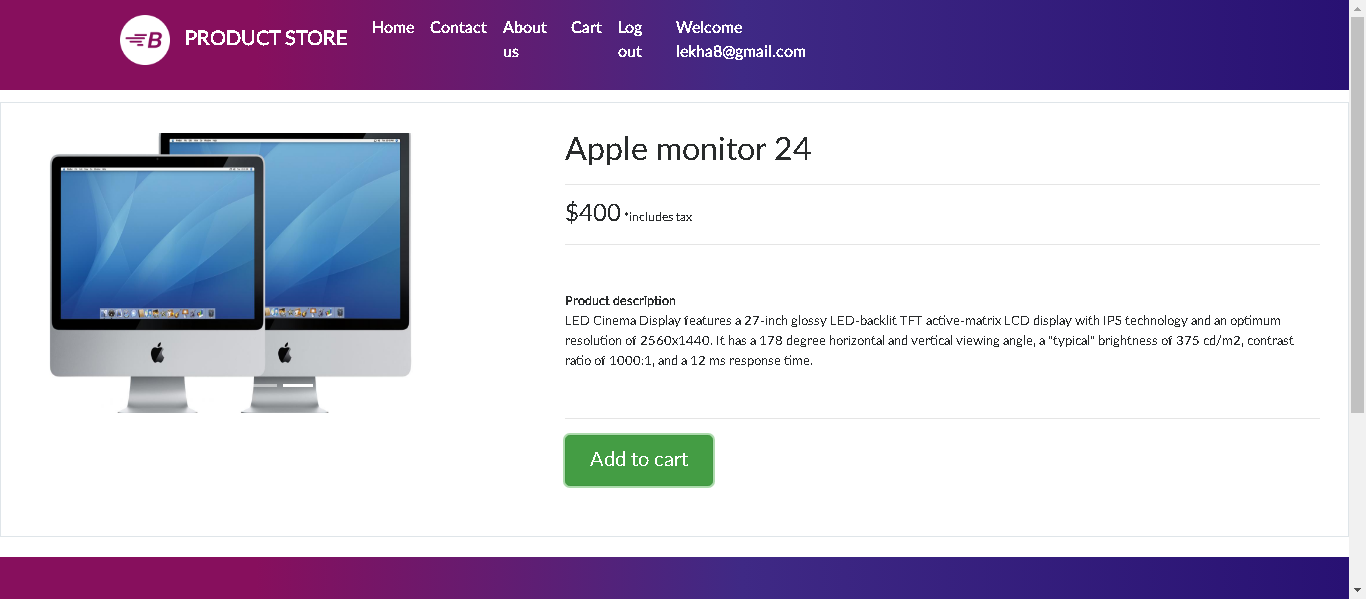 B PRODUCT STORE
Home
Contact
About
us
Cart
Log
out
Welcome
lekha8@gmail.com
Apple monitor 24
$400 *includes tax
Product description
LED Cinema Display features a 27-inch glossy LED-backlit TFT active-matrix LCD display with IPS technology and an optimum
resolution of 2560x1440. It has a 178 degree horizontal and vertical viewing angle, a "typical" brightness of 375 cd/m2, contrast
ratio of 1000:1, and a 12 ms response time.
Add to cart